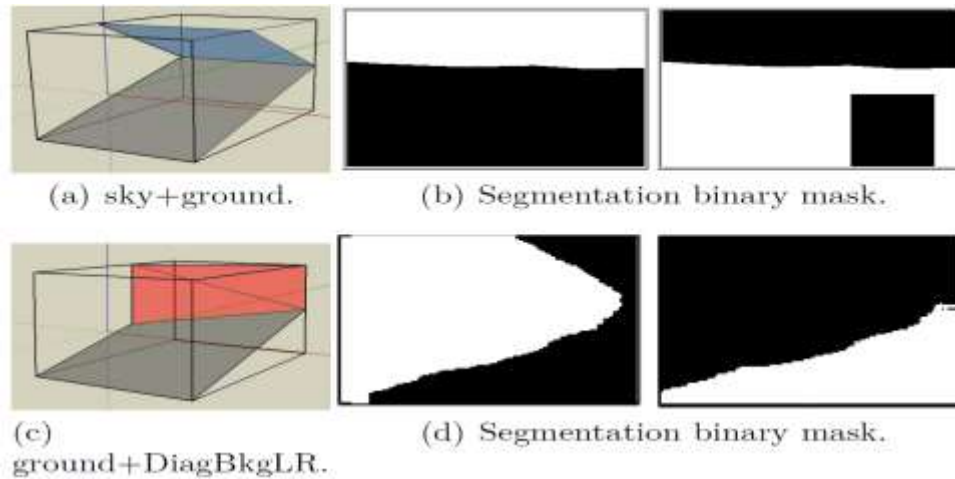 (a) sky+ground.
(b) Segmentation binary mask.
(c)
ground+DiagBkgLR.
(d) Segmentation binary mask.